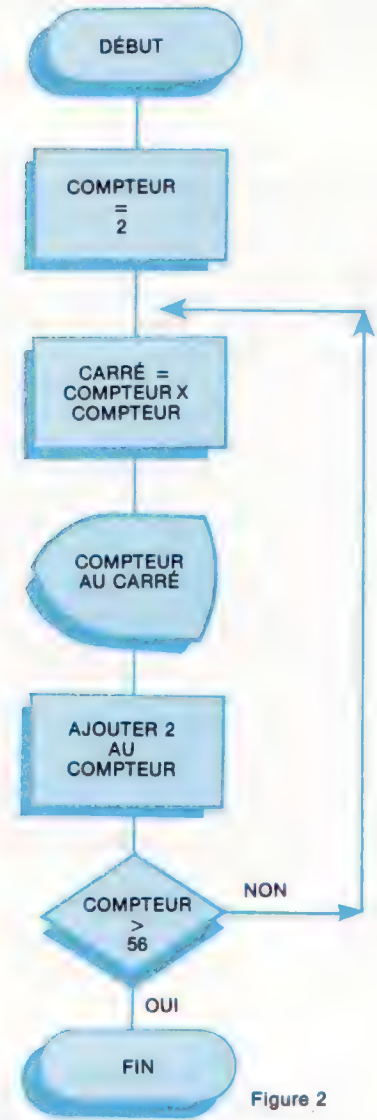 DÉBUT
COMPTEUR
=
2
CARRÉ =
COMPTEUR X
COMPTEUR
COMPTEUR
AU CARRÉ
AJOUTER 2
AU
COMPTEUR
COMPTEUR
>
56
NON
OUI
FIN
Figure 2